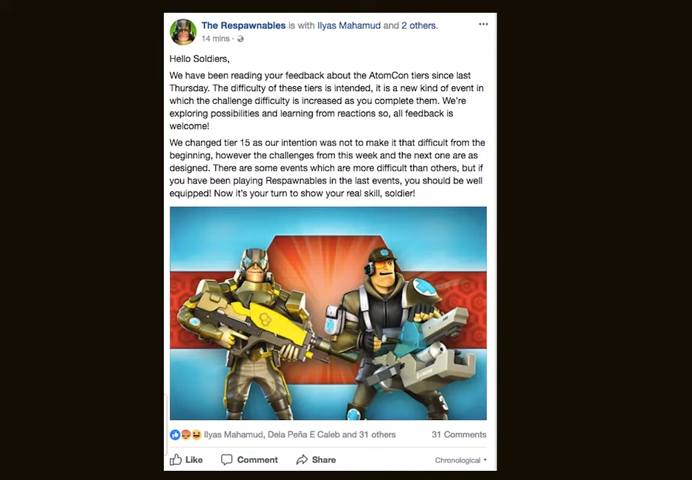 The Respawnables is with Ilyas Mahamud and 2 others.
14 mins ·
Hello Soldiers,
We have been reading your feedback about the AtomCon tiers since last
Thursday. The difficulty of these tiers is intended, it is a new kind of event in
which the challenge difficulty is increased as you complete them. We're
exploring possibilities and learning from reactions so, all feedback is
welcome!
We changed tier 15 as our intention was not to make it that difficult from the
beginning, however the challenges from this week and the next one are as
designed. There are some events which are more difficult than others, but if
you have been playing Respawnables in the last events, you should be well
equipped! Now it's your turn to show your real skill, soldier!
Ilyas Mahamud, Dela Peña E Caleb and 31 others 31 Comments
Like Comment Share Chronological